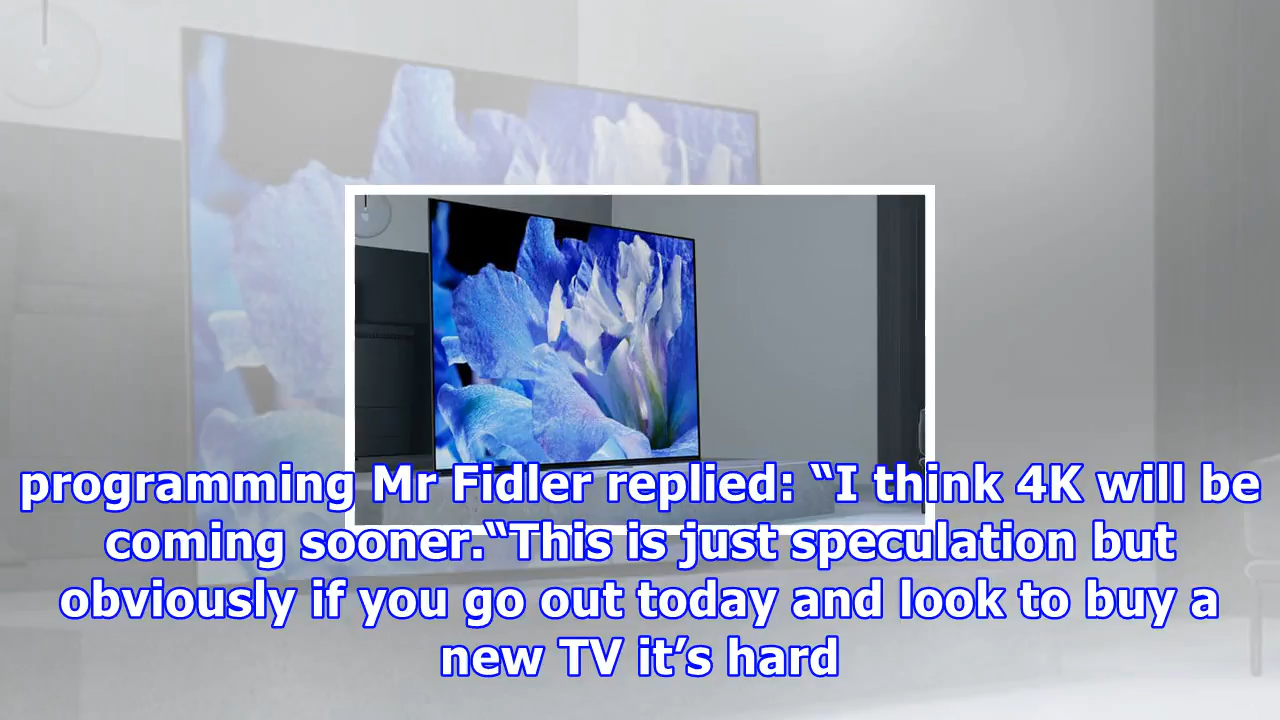 programming Mr Fidler replied: “I think 4K will be
coming sooner.“This is just speculation but
obviously if you go out today and look to buy a
new TV it’s hard